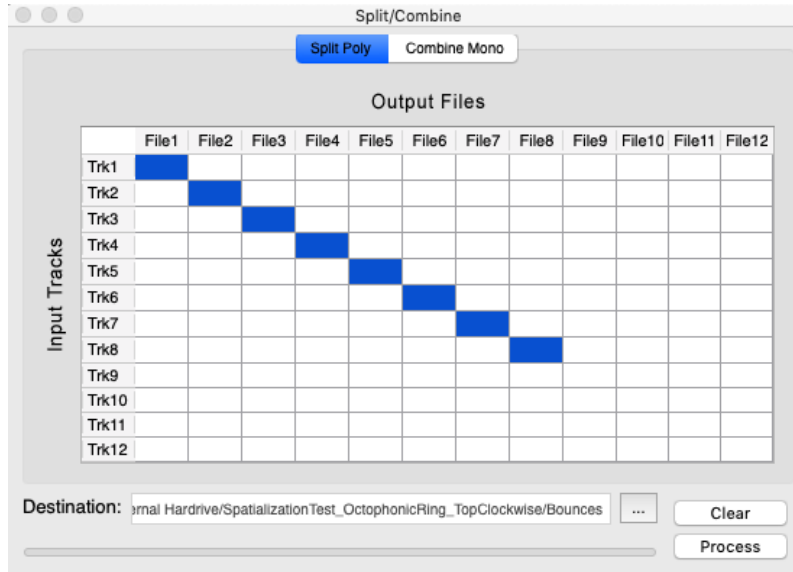 Split/Combine
Split Poly Combine Mono
Output Files
File1 File2 File3 File4 File5 File6 File7 File8 File9 File10 File11 File12
Input Tracks
Trk1
Trk2
Trk3
Trk4
Trk5
Trk6
Trk7
Trk8
Trk9
Trk10
Trk11
Trk12
Destination: ernal Hardrive/SpatializationTest_OctophonicRing_TopClockwise/Bounces ... Clear
Process